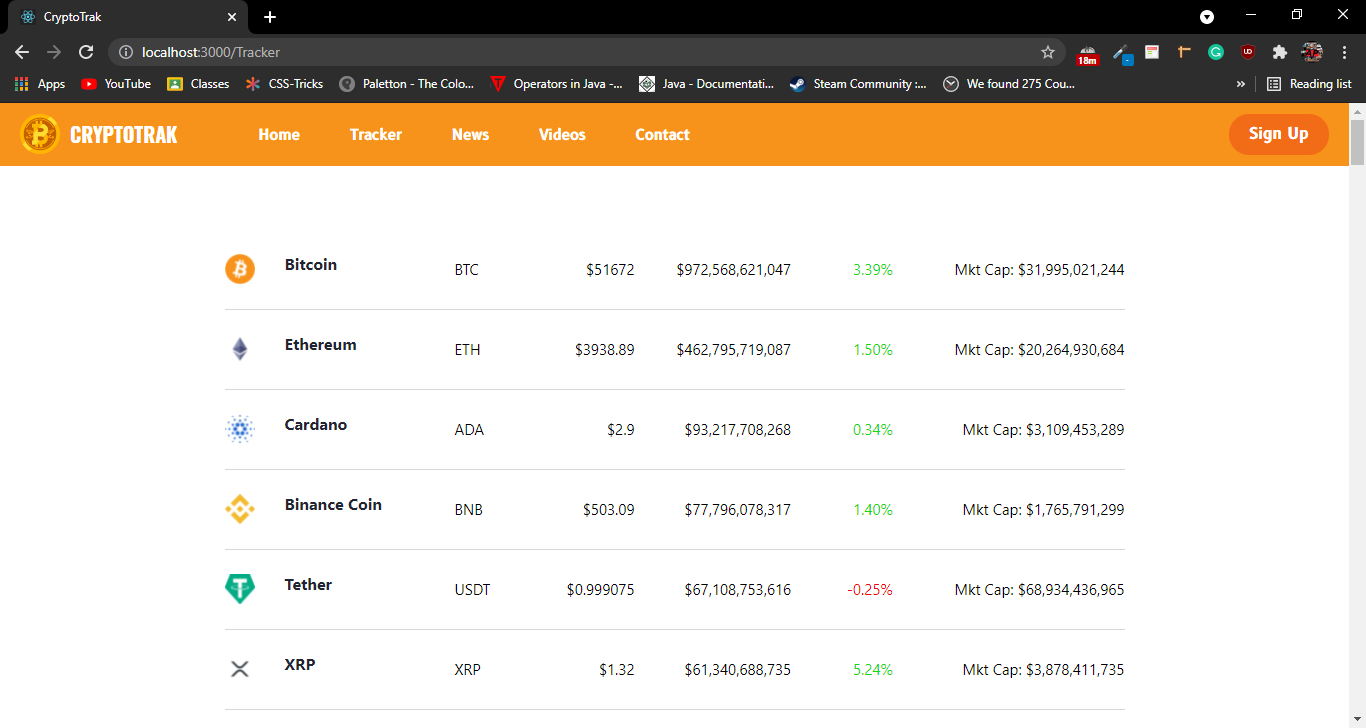 CryptoTrak
localhost:3000/Tracker
18m
Apps YouTube Classes CSS-Tricks Paletton - The Colo... Operators in Java -... Java - Documentati... Steam Community :... We found 275 Cou... » Reading list
CRYPTOTRAK Home Tracker News Videos Contact Sign Up
Bitcoin BTC $51672 $972,568,621,047 3.39% Mkt Cap: $31,995,021,244
Ethereum ETH $3938.89 $462,795,719,087 1.50% Mkt Cap: $20,264,930,684
Cardano ADA $2.9 $93,217,708,268 0.34% Mkt Cap: $3,109,453,289
Binance Coin BNB $503.09 $77,796,078,317 1.40% Mkt Cap: $1,765,791,299
Tether USDT $0.999075 $67,108,753,616 -0.25% Mkt Cap: $68,934,436,965
XRP XRP $1.32 $61,340,688,735 5.24% Mkt Cap: $3,878,411,735